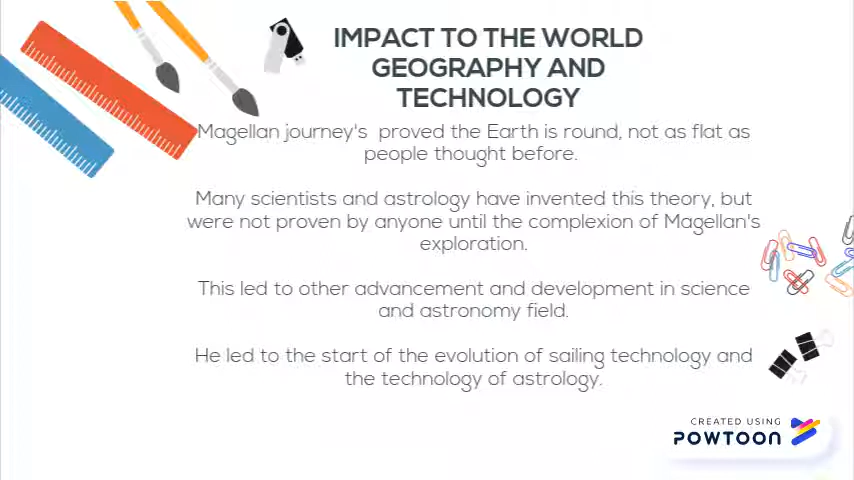 IMPACT TO THE WORLD
GEOGRAPHY AND
TECHNOLOGY
Magellan journey's proved the Earth is round, not as flat as
people thought before.
Many scientists and astrology have invented this theory, but
were not proven by anyone until the complexion of Magellan's
exploration.
This led to other advancement and development in science
and astronomy field.
He led to the start of the evolution of sailing technology and
the technology of astrology.
CREATED USING
POWTOON